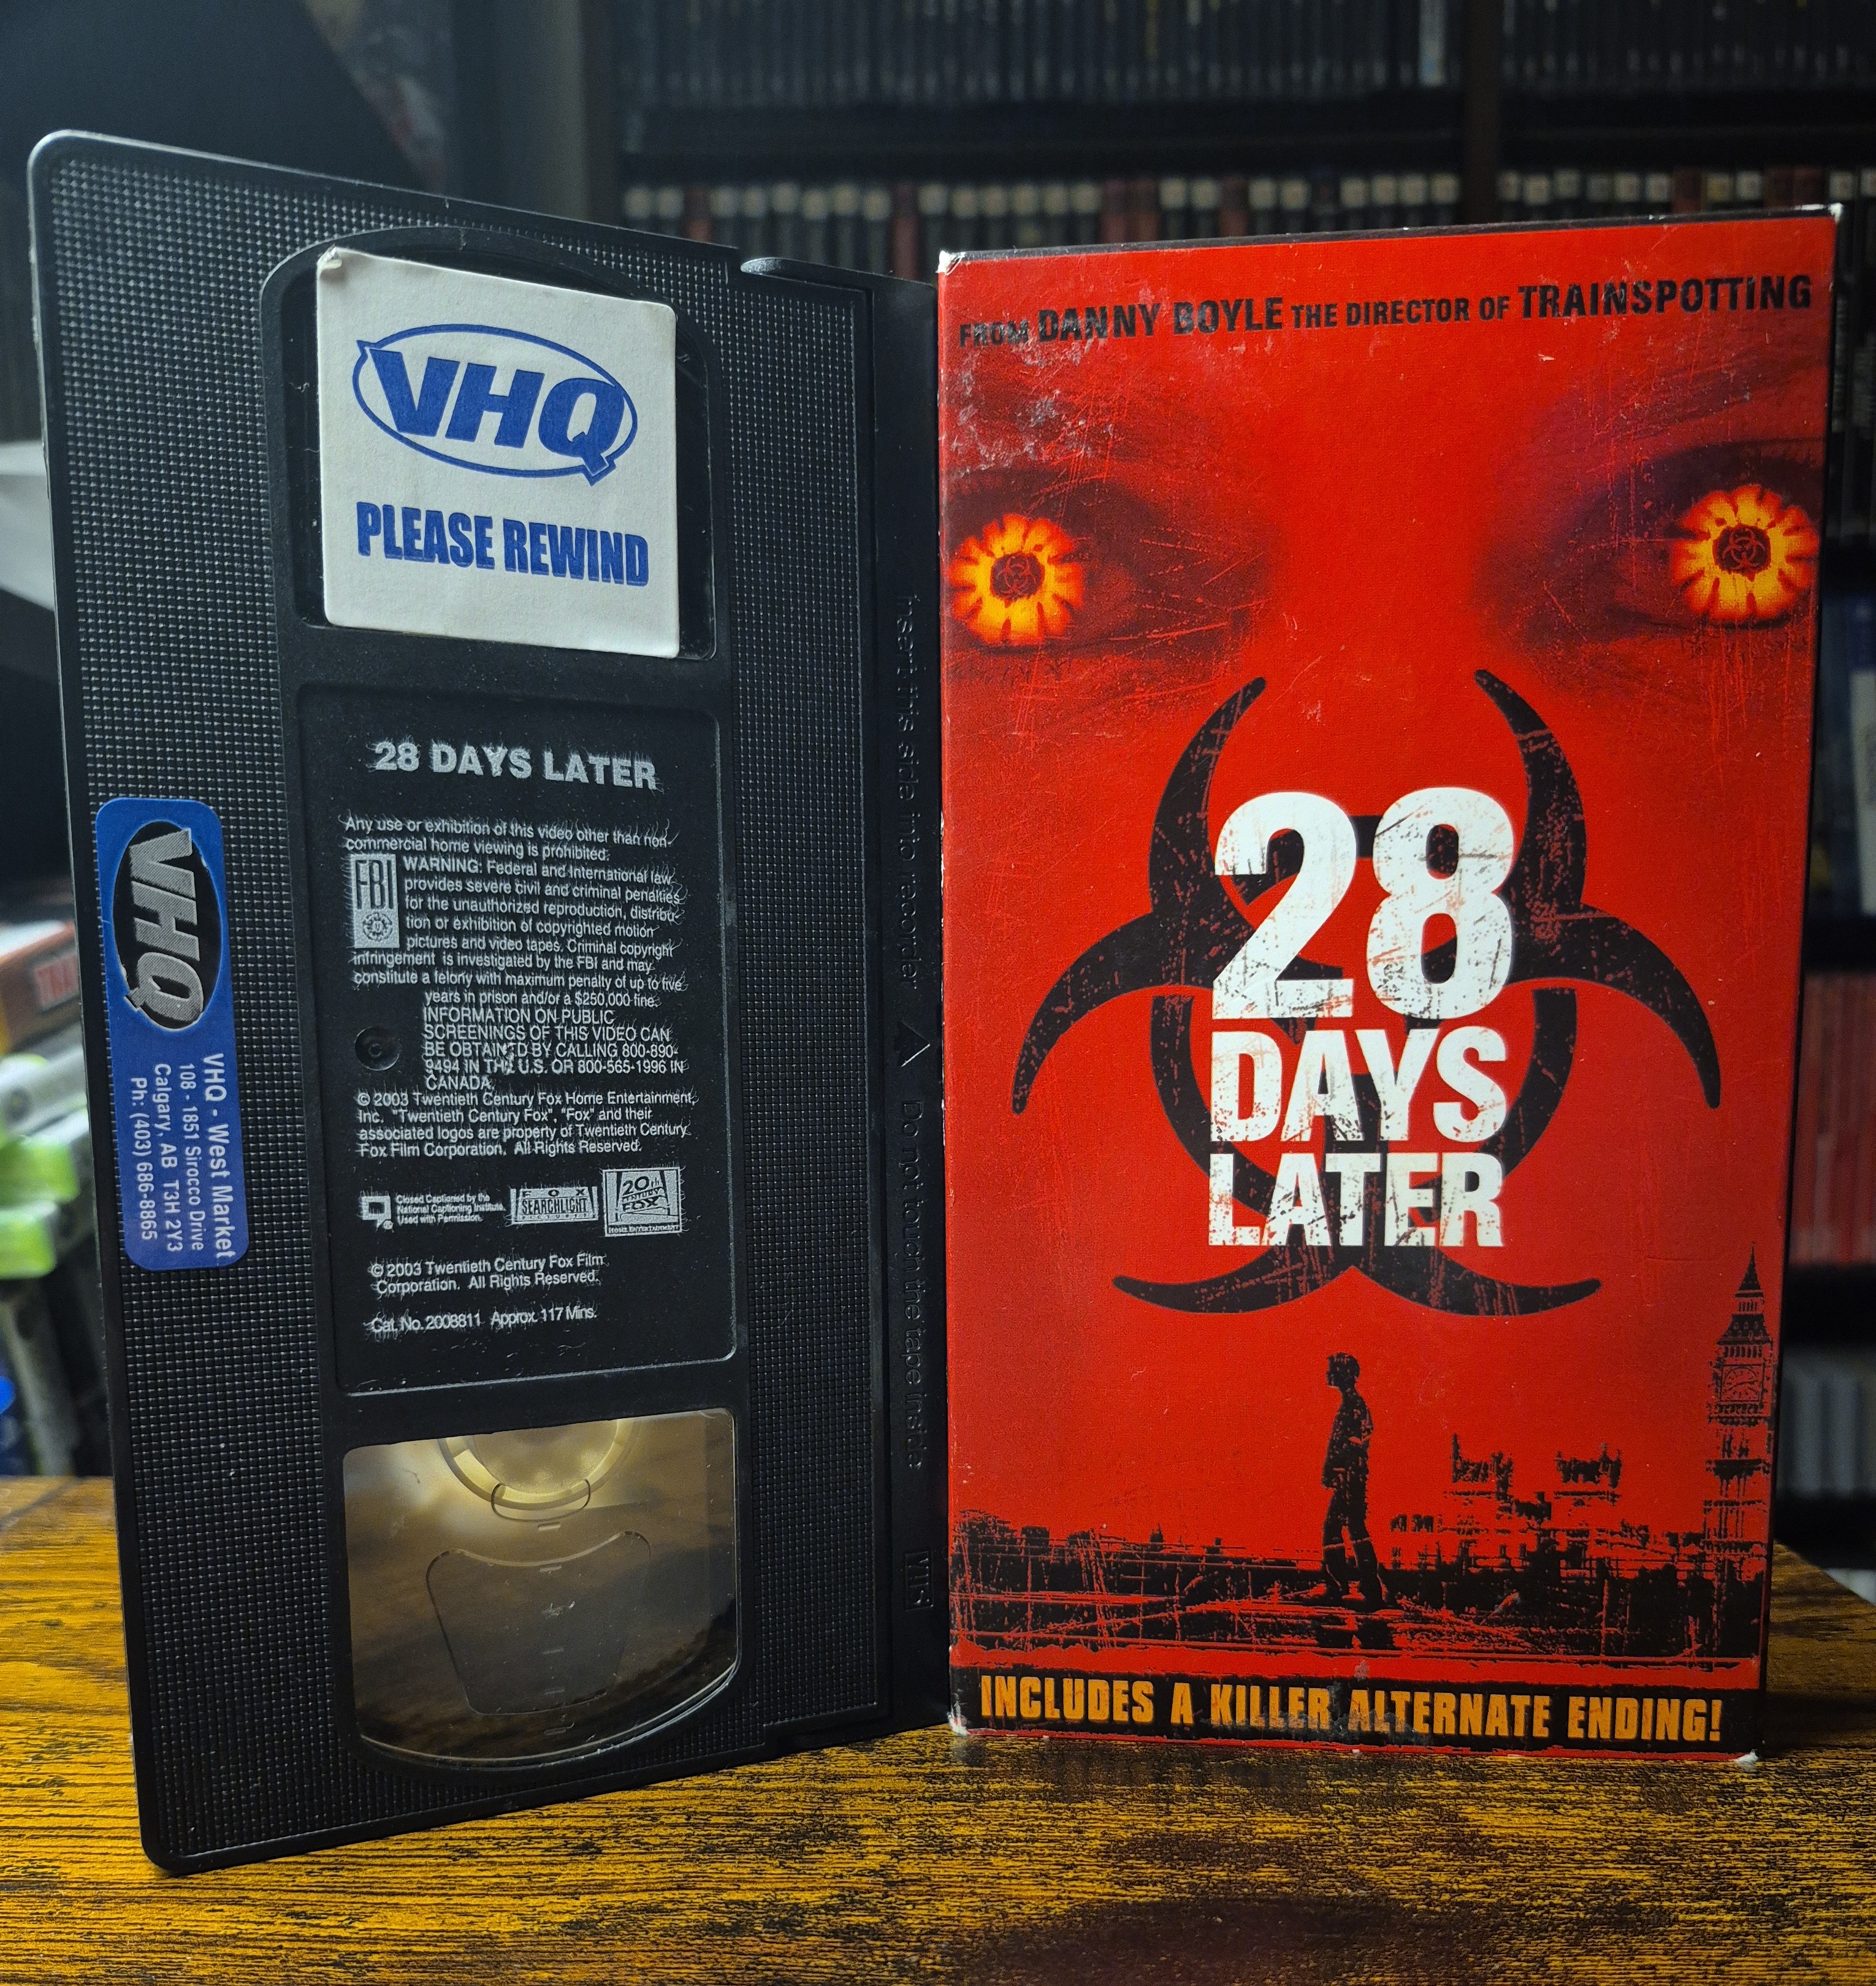 VHQ
PLEASE REWIND
28 DAYS LATER
Any use or exhibition of this video other than non-
commercial home viewing is prohibited.
FBI
WARNING: Federal and International law
provides severe civil and criminal penalties
for the unauthorized reproduction, distribu-
tion or exhibition of copyrighted motion
pictures and video tapes. Criminal copyright
infringement is investigated by the FBI and may
constitute a felony with maximum penalty of up to five
years in prison and/or a $250,000 fine.
INFORMATION ON PUBLIC
SCREENINGS OF THIS VIDEO CAN
BE OBTAINED BY CALLING 800-890-
9494 IN THE U.S. OR 800-565-1996 IN
CANADA.
© 2003 Twentieth Century Fox Home Entertainment,
Inc. "Twentieth Century Fox", "Fox" and their
associated logos are property of Twentieth Century
Fox Film Corporation. All Rights Reserved.
Closed Captioned by the
National Captioning Institute.
Used with Permission.
FOX
SEARCHLIGHT
PICTURES
20th
CENTURY
FOX
HOME ENTERTAINMENT
© 2003 Twentieth Century Fox Film
Corporation. All Rights Reserved.
Cat. No. 2008811 Approx. 117 Mins.
VHQ
VHQ - West Market
108 - 1851 Sirocco Drive
Calgary, AB T3H 2Y3
Ph: (403) 686-8865
Insert this side into recorder △ Do not touch the tape inside
VHS
FROM DANNY BOYLE THE DIRECTOR OF TRAINSPOTTING
28
DAYS
LATER
INCLUDES A KILLER ALTERNATE ENDING!